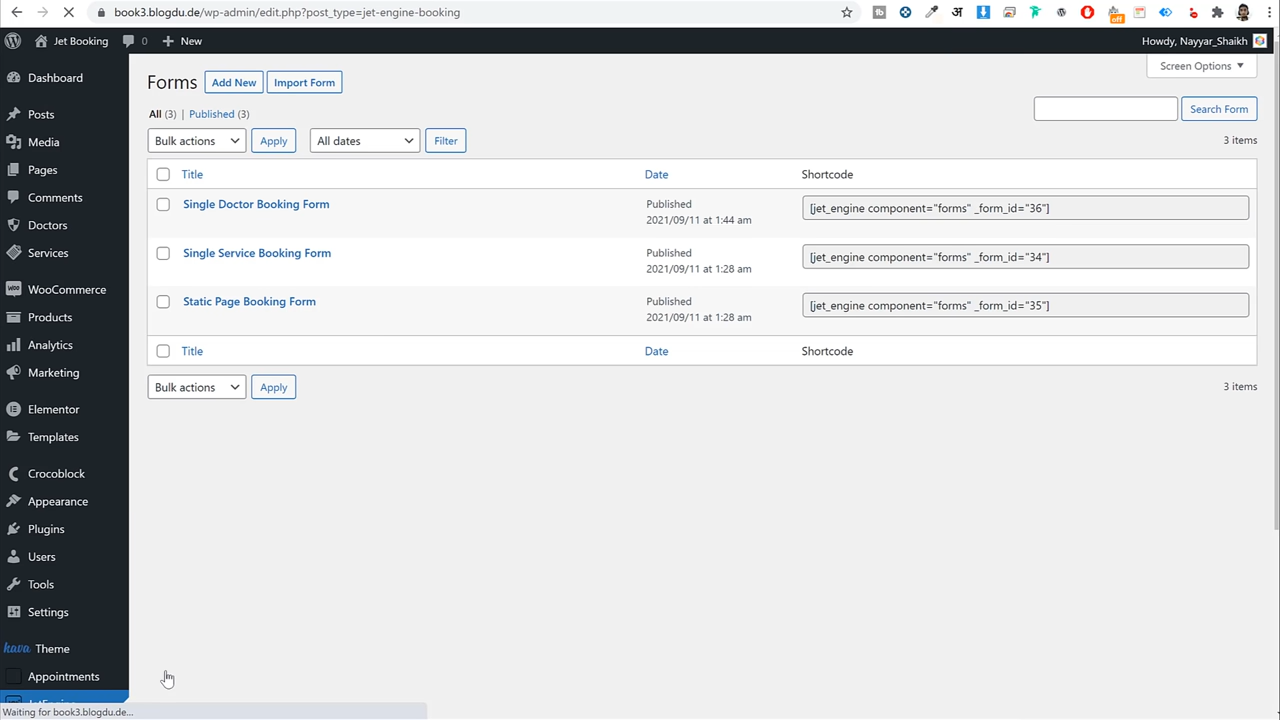 book3.blogdu.de/wp-admin/edit.php?post_type=jet-engine-booking
off
Jet Booking
0
New
Howdy, Nayyar_Shaikh
Dashboard
Posts
Media
Pages
Comments
Doctors
Services
WooCommerce
Products
Analytics
Marketing
Elementor
Templates
Crocoblock
Appearance
Plugins
Users
Tools
Settings
kava Theme
Appointments
Waiting for book3.blogdu.de...
Screen Options
Forms
Add New
Import Form
All (3) | Published (3)
Search Form
Bulk actions
Apply
All dates
Filter
3 items
Title Date Shortcode
Single Doctor Booking Form
Published
2021/09/11 at 1:44 am
[jet_engine component="forms" _form_id="36"]
Single Service Booking Form
Published
2021/09/11 at 1:28 am
[jet_engine component="forms" _form_id="34"]
Static Page Booking Form
Published
2021/09/11 at 1:28 am
[jet_engine component="forms" _form_id="35"]
Title Date Shortcode
Bulk actions
Apply
3 items